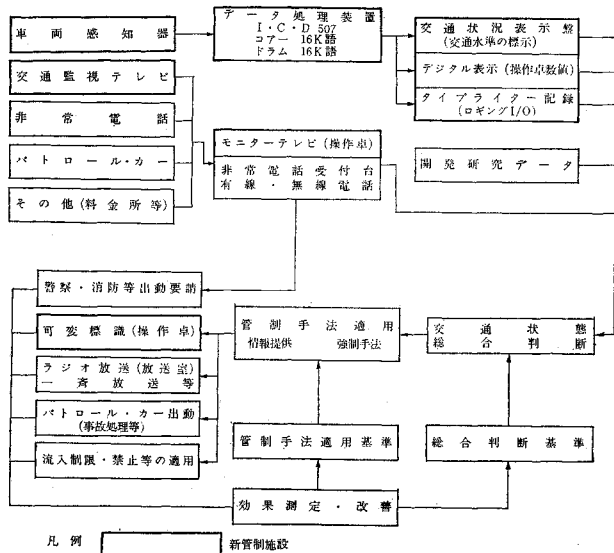 車両感知器
データ処理装置
I・C・D 507
コアー 16K語
ドラム 16K語
交通状況表示盤
(交通水準の標示)
デジタル表示(操作卓数値)
タイプライター記録
(ロギングI/O)
交通監視テレビ
非常電話
パトロール・カー
その他(料金所等)
モニターテレビ(操作卓)
非常電話受付台
有線・無線電話
開発研究データ
警察・消防等出動要請
可変標識(操作卓)
ラジオ放送(放送室)
一斉放送等
パトロール・カー出動
(事故処理等)
流入制限・禁止等の適用
管制手法適用
情報提供 強制手法
交通状態
総合判断
管制手法適用基準
総合判断基準
効果測定・改善
凡例 新管制施設